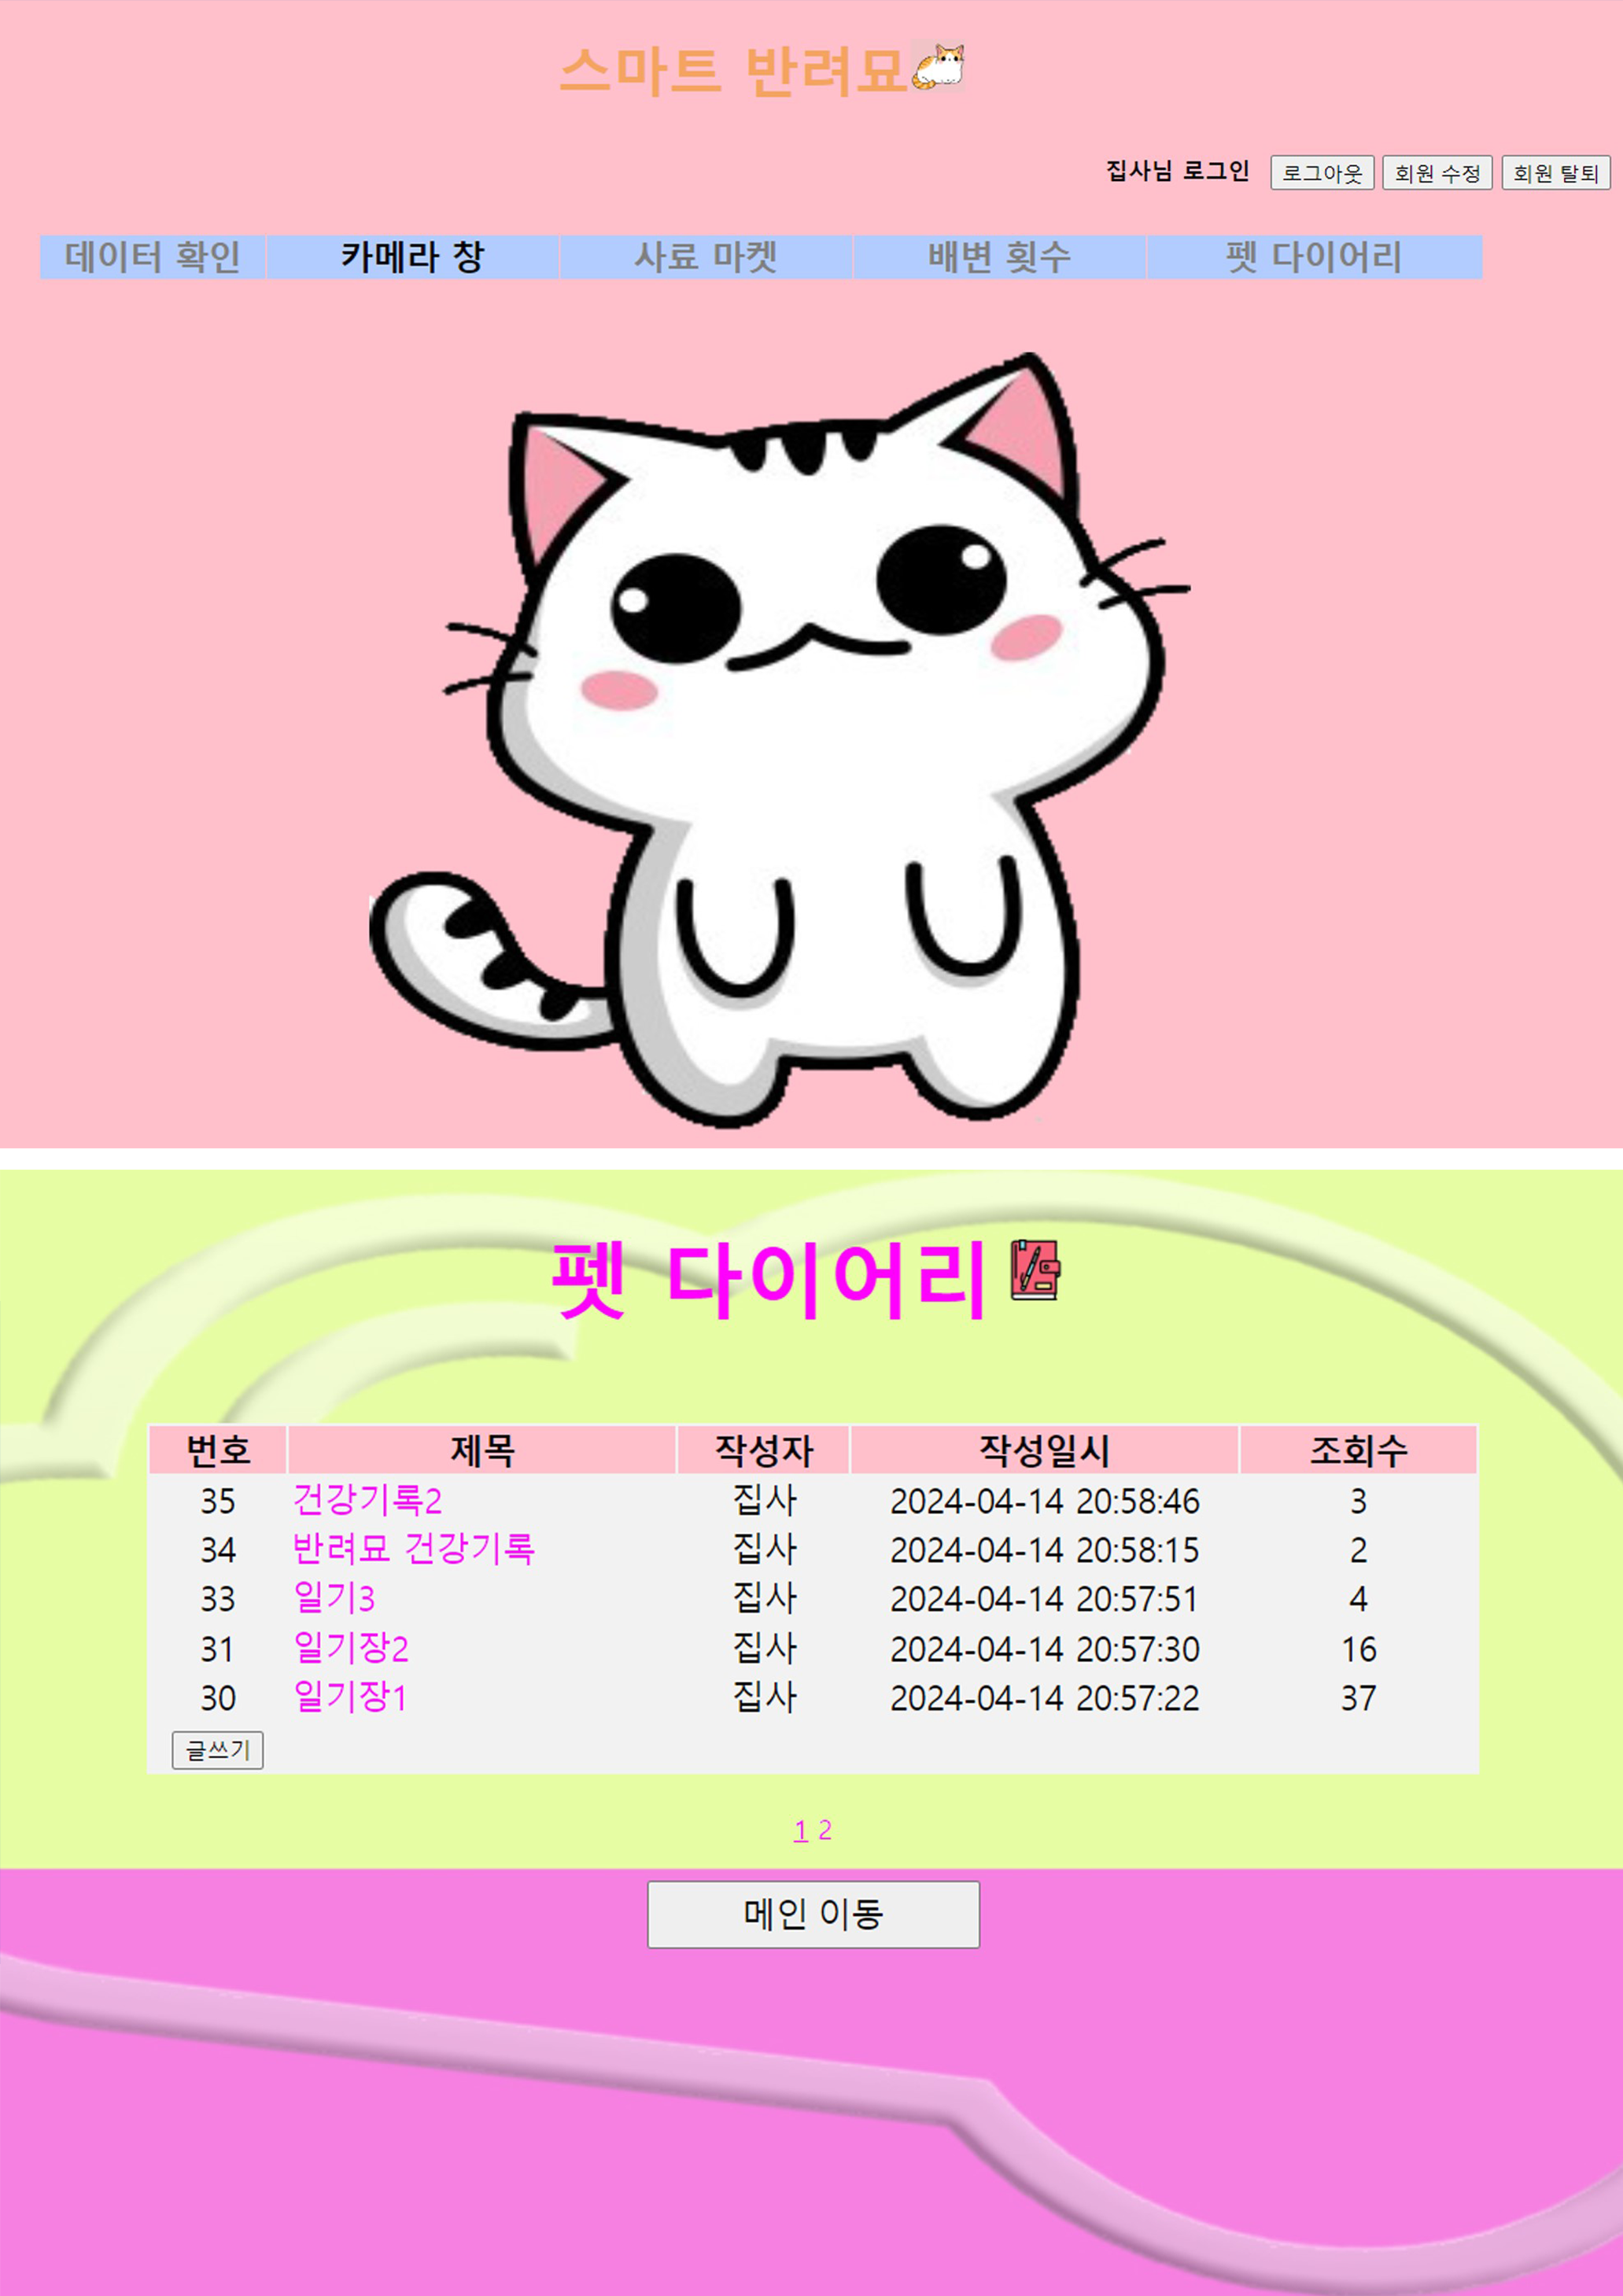 스마트 반려묘
집사님 로그인 로그아웃 회원 수정 회원 탈퇴
데이터 확인 카메라 창 사료 마켓 배변 횟수 펫 다이어리
펫 다이어리
번호 제목 작성자 작성일시 조회수
35 건강기록2 집사 2024-04-14 20:58:46 3
34 반려묘 건강기록 집사 2024-04-14 20:58:15 2
33 일기3 집사 2024-04-14 20:57:51 4
31 일기장2 집사 2024-04-14 20:57:30 16
30 일기장1 집사 2024-04-14 20:57:22 37
글쓰기
1 2
메인 이동